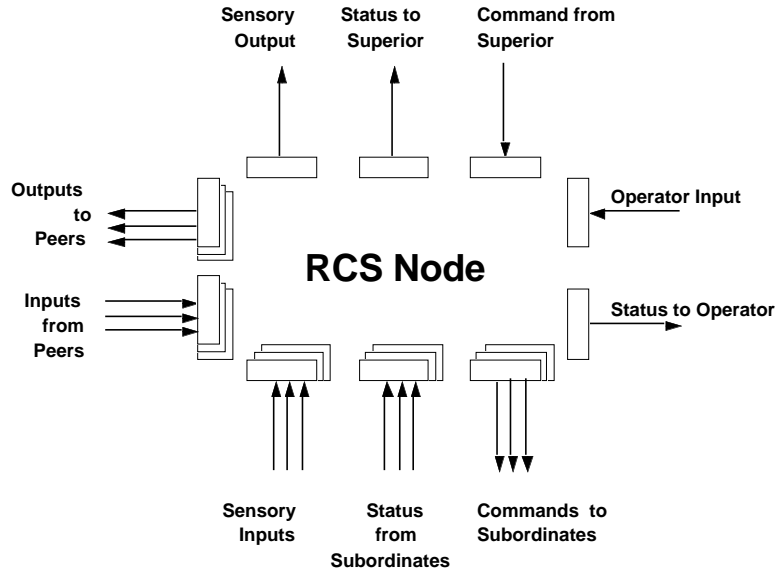 Sensory
Output
Status to
Superior
Command from
Superior
Outputs
to
Peers
Operator Input
RCS Node
Inputs
from
Peers
Status to Operator
Sensory
Inputs
Status
from
Subordinates
Commands to
Subordinates